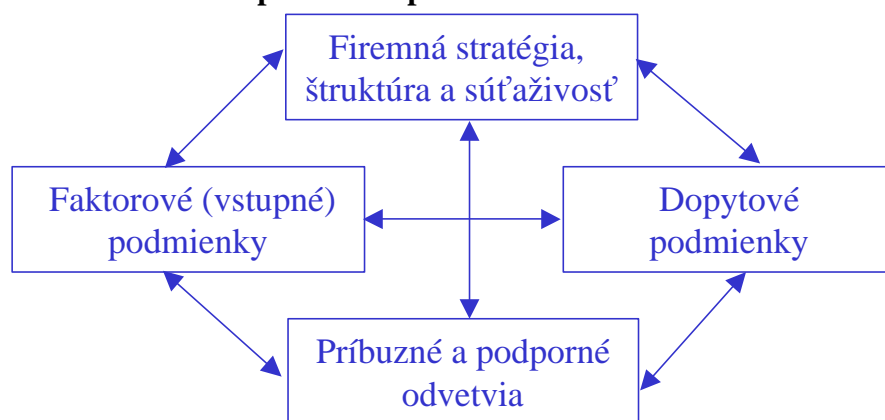 Firemná stratégia,
štruktúra a súťaživosť
Faktorové (vstupné)
podmienky
Dopytové
podmienky
Príbuzné a podporné
odvetvia